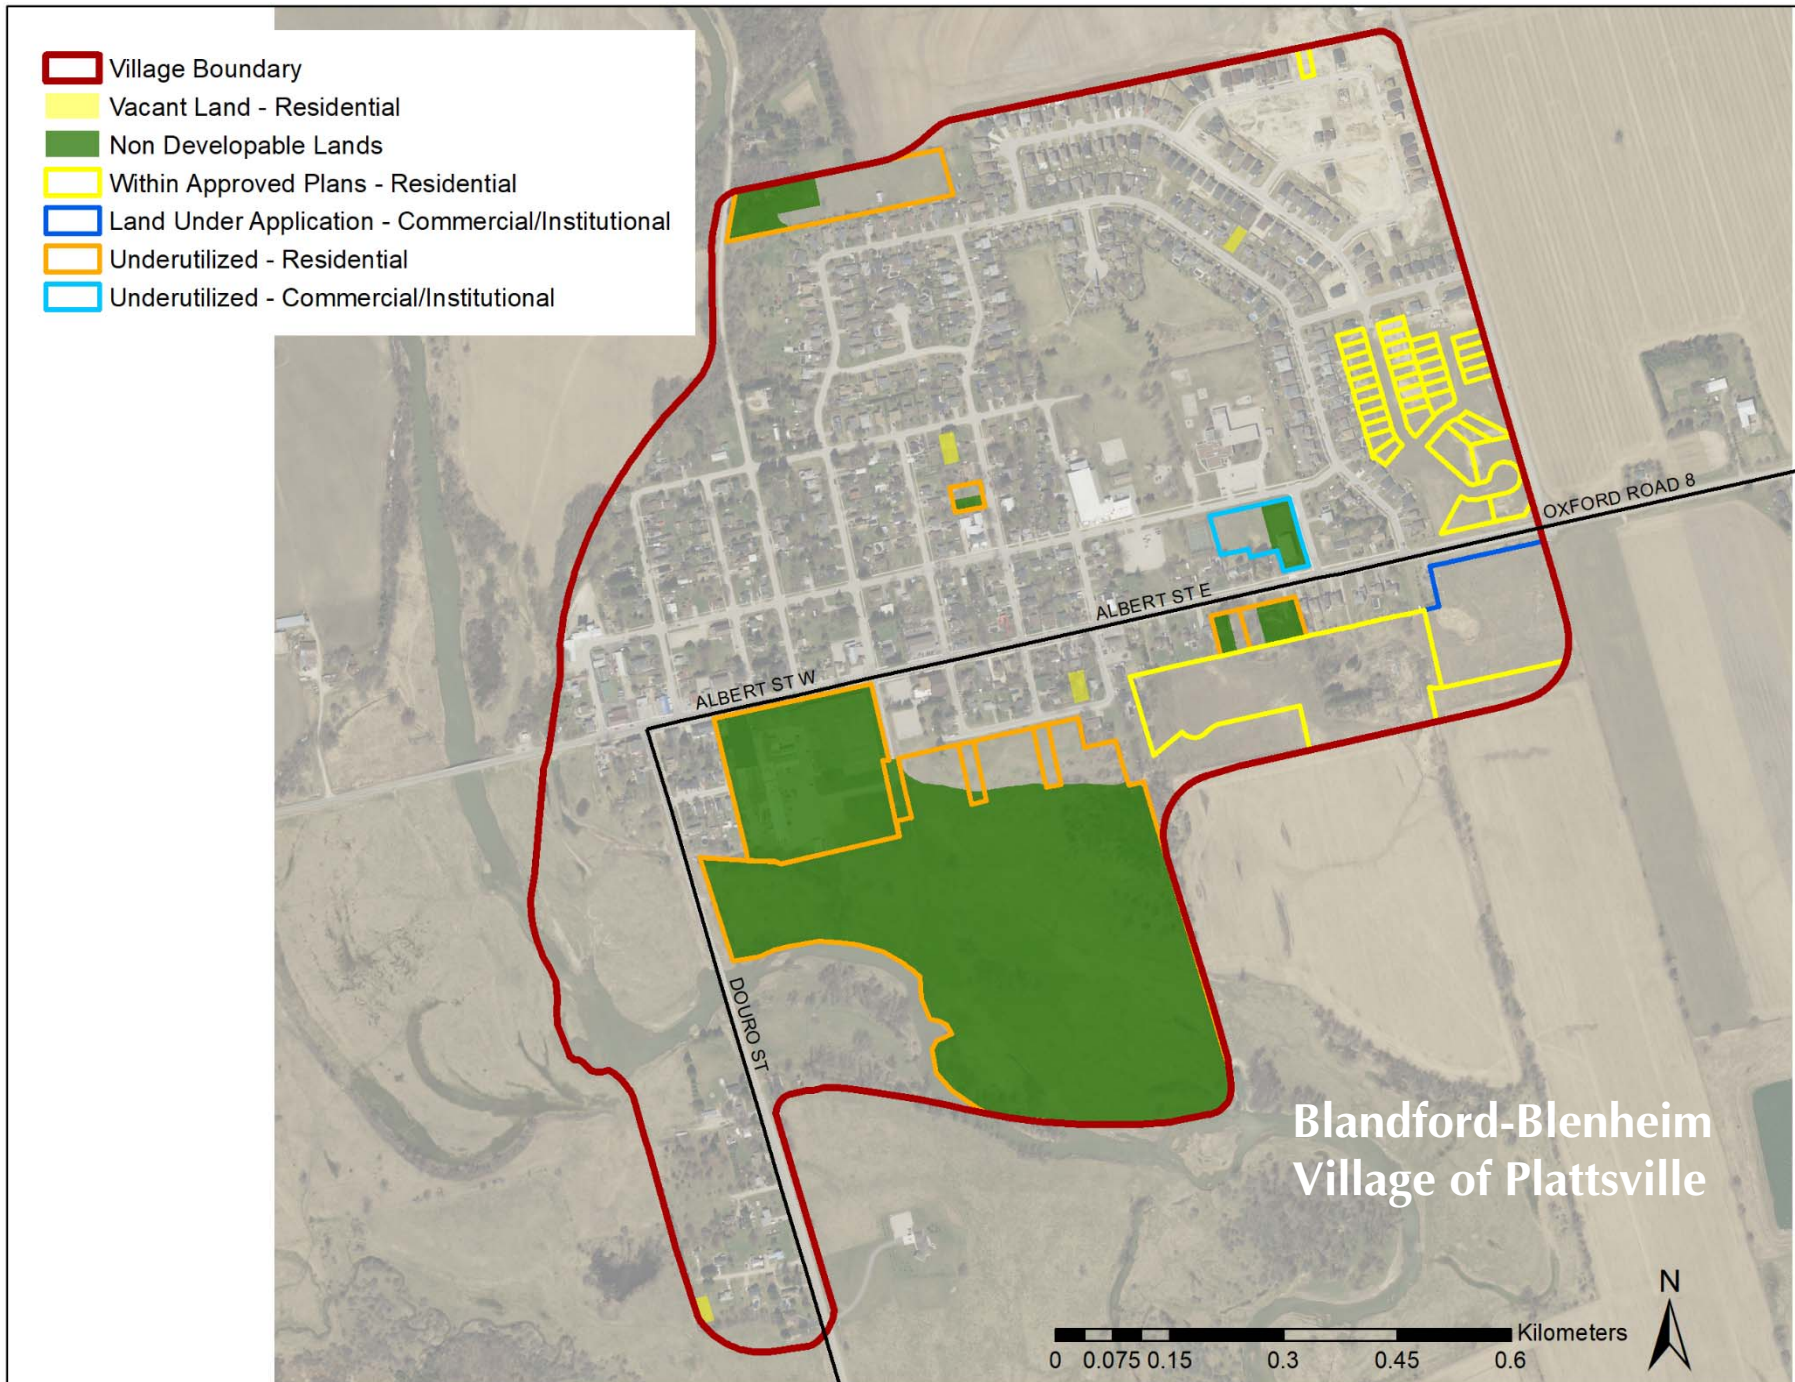 Village Boundary
Vacant Land - Residential
Non Developable Lands
Within Approved Plans - Residential
Land Under Application - Commercial/Institutional
Underutilized - Residential
Underutilized - Commercial/Institutional
OXFORD ROAD 8
ALBERT ST E
ALBERT ST W
DOURO ST
Blandford-Blenheim
Village of Plattsville
N
Kilometers
0 0.075 0.15 0.3 0.45 0.6